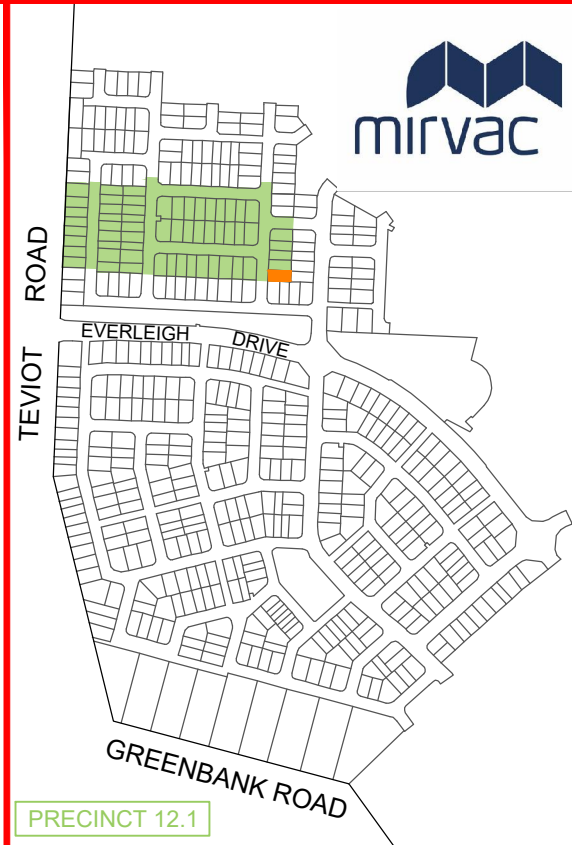 mirvac
TEVIOT ROAD
EVERLEIGH DRIVE
GREENBANK ROAD
PRECINCT 12.1